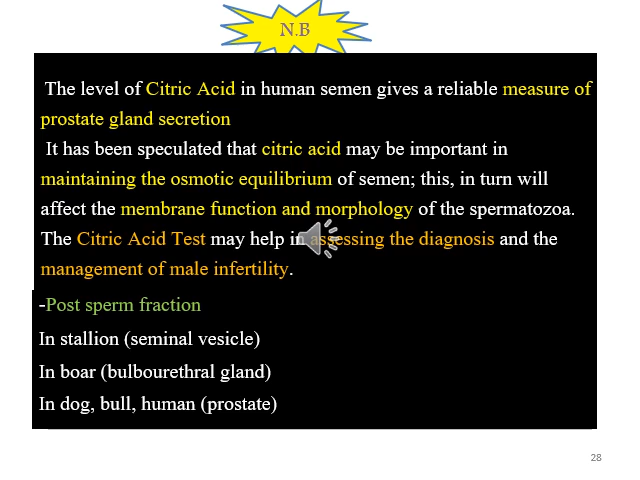 N.B
The level of Citric Acid in human semen gives a reliable measure of
prostate gland secretion
It has been speculated that citric acid may be important in
maintaining the osmotic equilibrium of semen; this, in turn will
affect the membrane function and morphology of the spermatozoa.
The Citric Acid Test may help in assessing the diagnosis and the
management of male infertility.
-Post sperm fraction
In stallion (seminal vesicle)
In boar (bulbourethral gland)
In dog, bull, human (prostate)
28